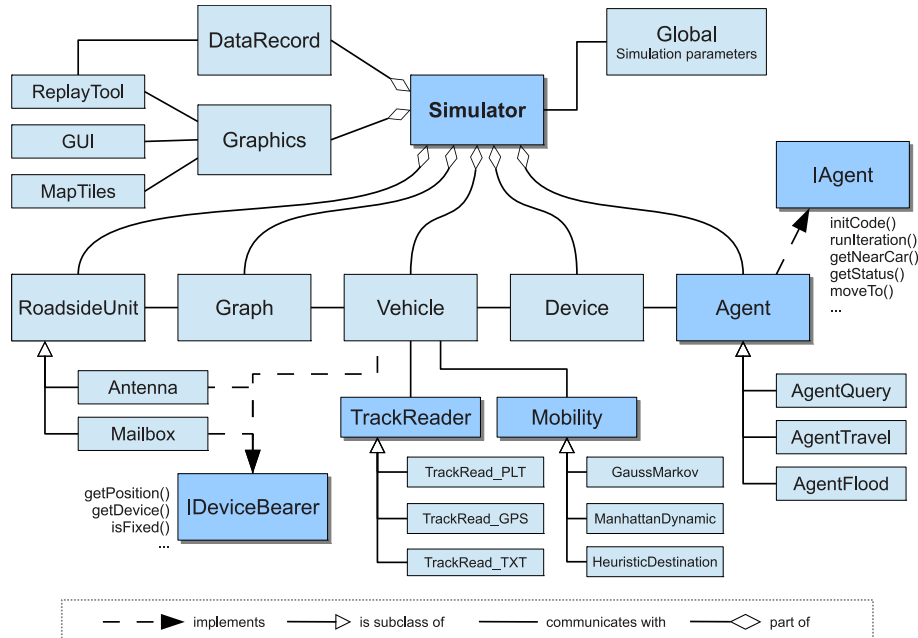 DataRecord
Global
Simulation parameters
ReplayTool
Simulator
GUI
Graphics
MapTiles
IAgent
initCode()
runIteration()
getNearCar()
getStatus()
moveTo()
...
RoadsideUnit
Graph
Vehicle
Device
Agent
Antenna
Mailbox
TrackReader
Mobility
AgentQuery
AgentTravel
AgentFlood
getPosition()
getDevice()
isFixed()
...
IDeviceBearer
TrackRead_PLT
TrackRead_GPS
TrackRead_TXT
GaussMarkov
ManhattanDynamic
HeuristicDestination
implements
is subclass of
communicates with
part of